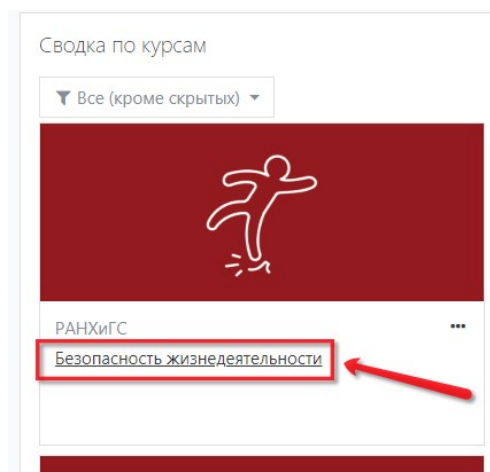 Сводка по курсам
Все (кроме скрытых)
РАНХиГС
Безопасность жизнедеятельности